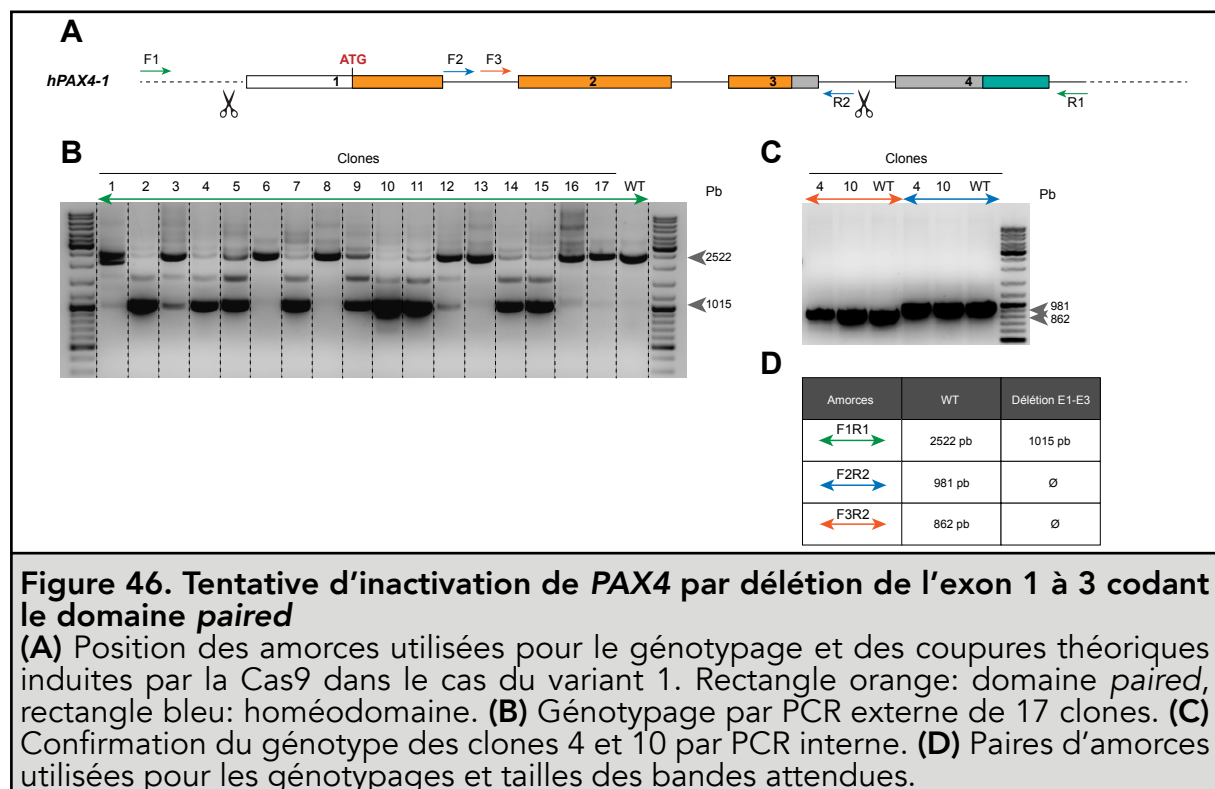 A
F1
ATG
F2
F3
hPAX4-1
1
2
3
4
R2
R1
B
Clones
1 2 3 4 5 6 7 8 9 10 11 12 13 14 15 16 17 WT
Pb
2522
1015
C
Clones
4 10 WT 4 10 WT
Pb
981
862
D
Amorces WT Délétion E1-E3
F1R1 2522 pb 1015 pb
F2R2 981 pb Ø
F3R2 862 pb Ø
Figure 46. Tentative d'inactivation de PAX4 par délétion de l'exon 1 à 3 codant
le domaine paired
(A) Position des amorces utilisées pour le génotypage et des coupures théoriques
induites par la Cas9 dans le cas du variant 1. Rectangle orange: domaine paired,
rectangle bleu: homéodomaine. (B) Génotypage par PCR externe de 17 clones. (C)
Confirmation du génotype des clones 4 et 10 par PCR interne. (D) Paires d'amorces
utilisées pour les génotypages et tailles des bandes attendues.